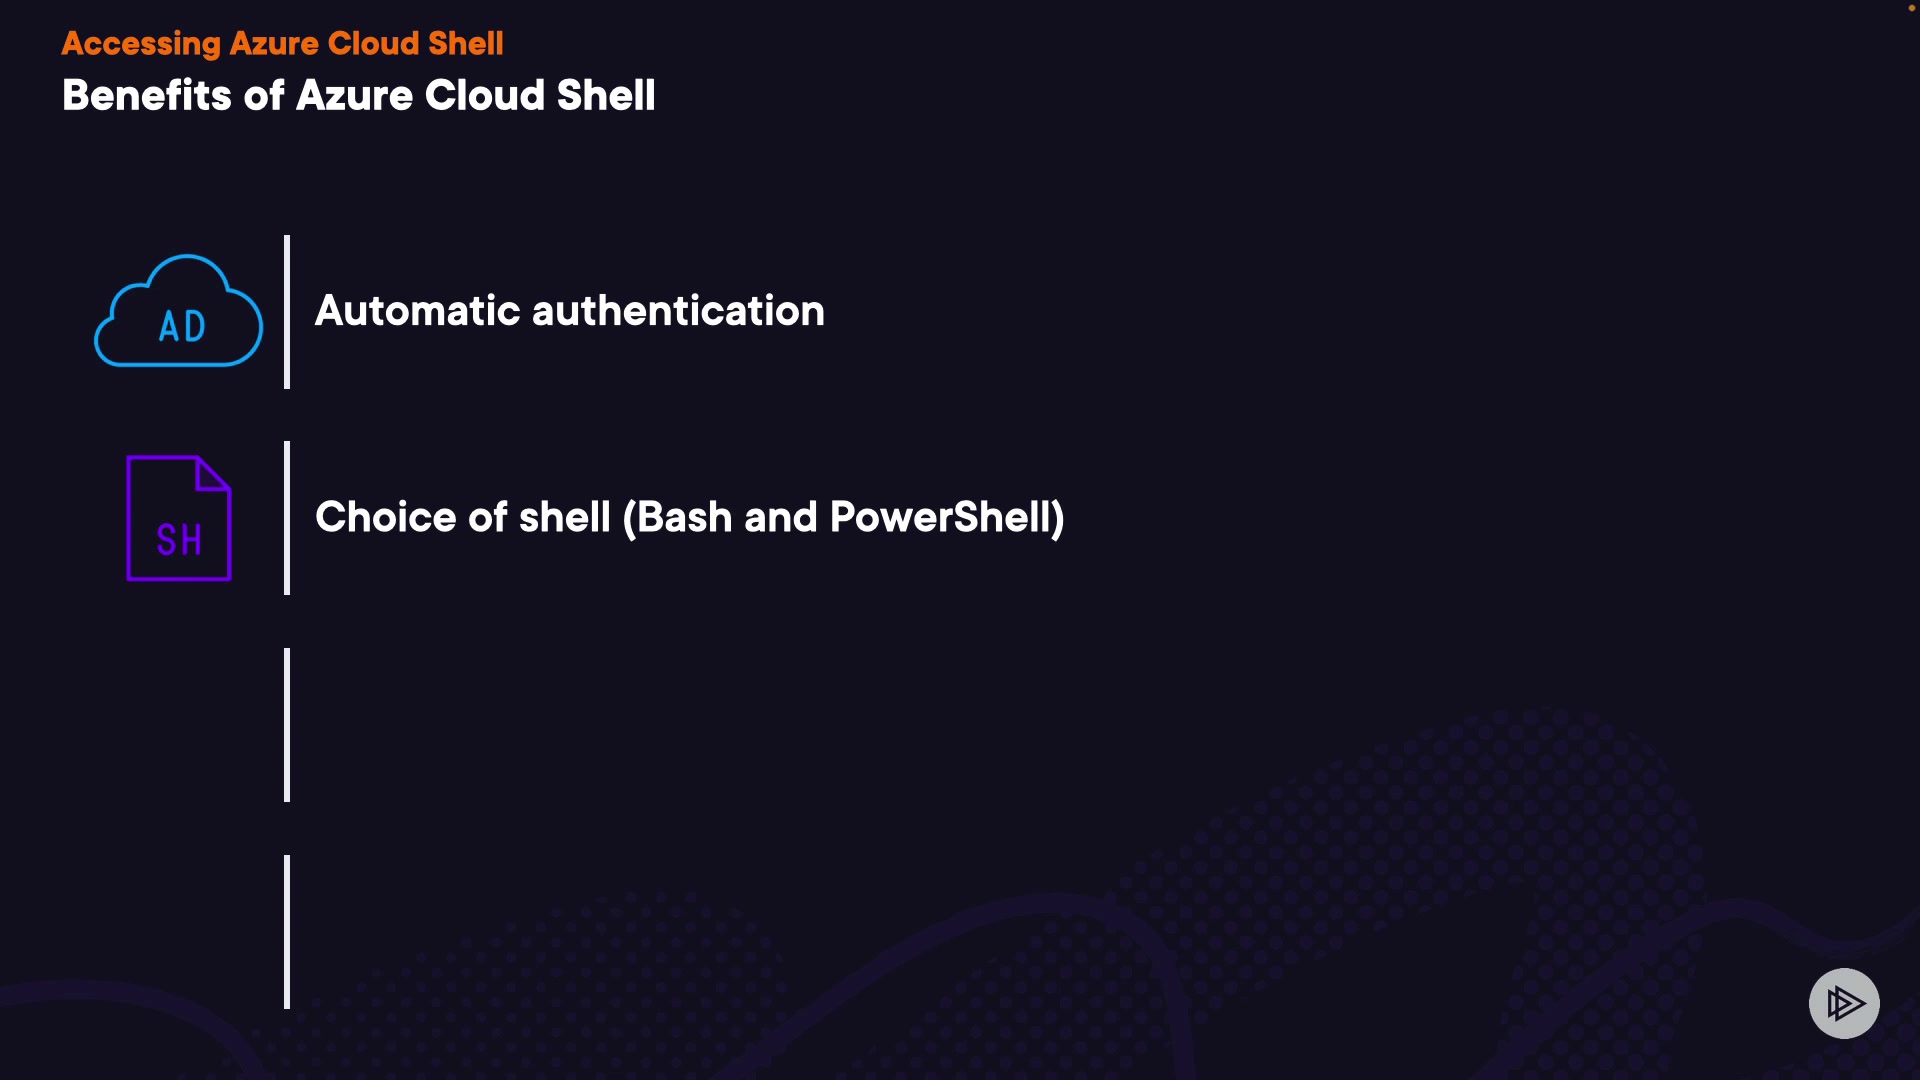 Accessing Azure Cloud Shell
Benefits of Azure Cloud Shell
AD
Automatic authentication
SH
Choice of shell (Bash and PowerShell)